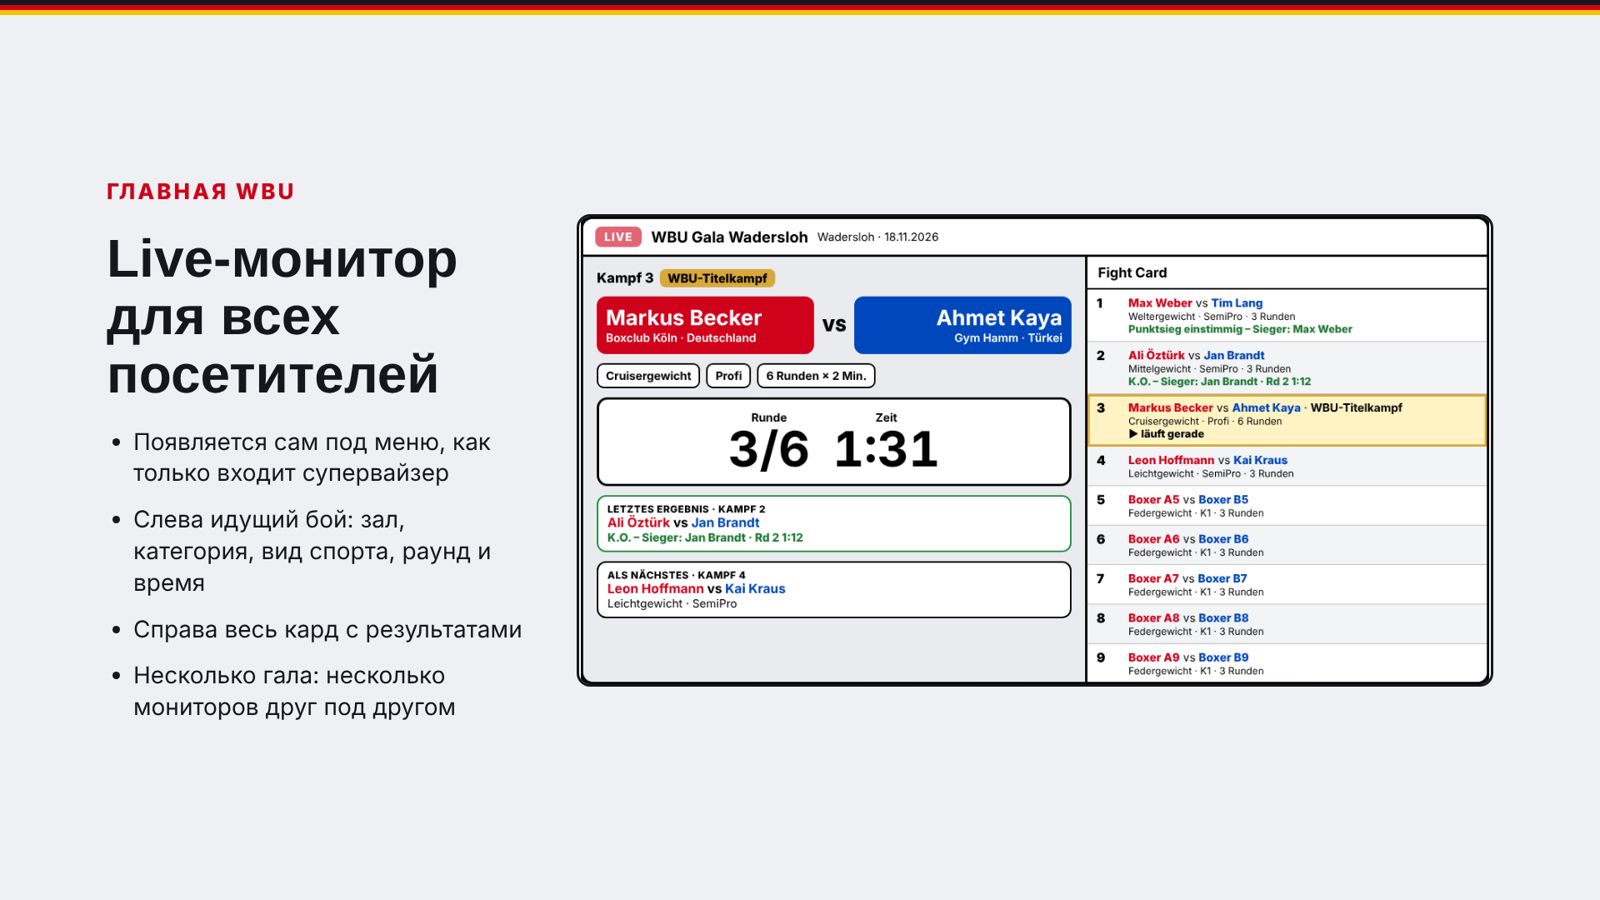 ГЛАВНАЯ WBU
Live-монитор
для всех
посетителей
• Появляется сам под меню, как
только входит супервайзер
• Слева идущий бой: зал,
категория, вид спорта, раунд и
время
• Справа весь кард с результатами
• Несколько гала: несколько
мониторов друг под другом
LIVE WBU Gala Wadersloh Wadersloh · 18.11.2026
Kampf 3 WBU-Titelkampf
Markus Becker
Boxclub Köln · Deutschland
vs
Ahmet Kaya
Gym Hamm · Türkei
Cruisergewicht Profi 6 Runden × 2 Min.
Runde Zeit
3/6 1:31
LETZTES ERGEBNIS · KAMPF 2
Ali Öztürk vs Jan Brandt
K.O. – Sieger: Jan Brandt · Rd 2 1:12
ALS NÄCHSTES · KAMPF 4
Leon Hoffmann vs Kai Kraus
Leichtgewicht · SemiPro
Fight Card
1 Max Weber vs Tim Lang
Weltergewicht · SemiPro · 3 Runden
Punktsieg einstimmig – Sieger: Max Weber
2 Ali Öztürk vs Jan Brandt
Mittelgewicht · SemiPro · 3 Runden
K.O. – Sieger: Jan Brandt · Rd 2 1:12
3 Markus Becker vs Ahmet Kaya · WBU-Titelkampf
Cruisergewicht · Profi · 6 Runden
▶ läuft gerade
4 Leon Hoffmann vs Kai Kraus
Leichtgewicht · SemiPro · 3 Runden
5 Boxer A5 vs Boxer B5
Federgewicht · K1 · 3 Runden
6 Boxer A6 vs Boxer B6
Federgewicht · K1 · 3 Runden
7 Boxer A7 vs Boxer B7
Federgewicht · K1 · 3 Runden
8 Boxer A8 vs Boxer B8
Federgewicht · K1 · 3 Runden
9 Boxer A9 vs Boxer B9
Federgewicht · K1 · 3 Runden